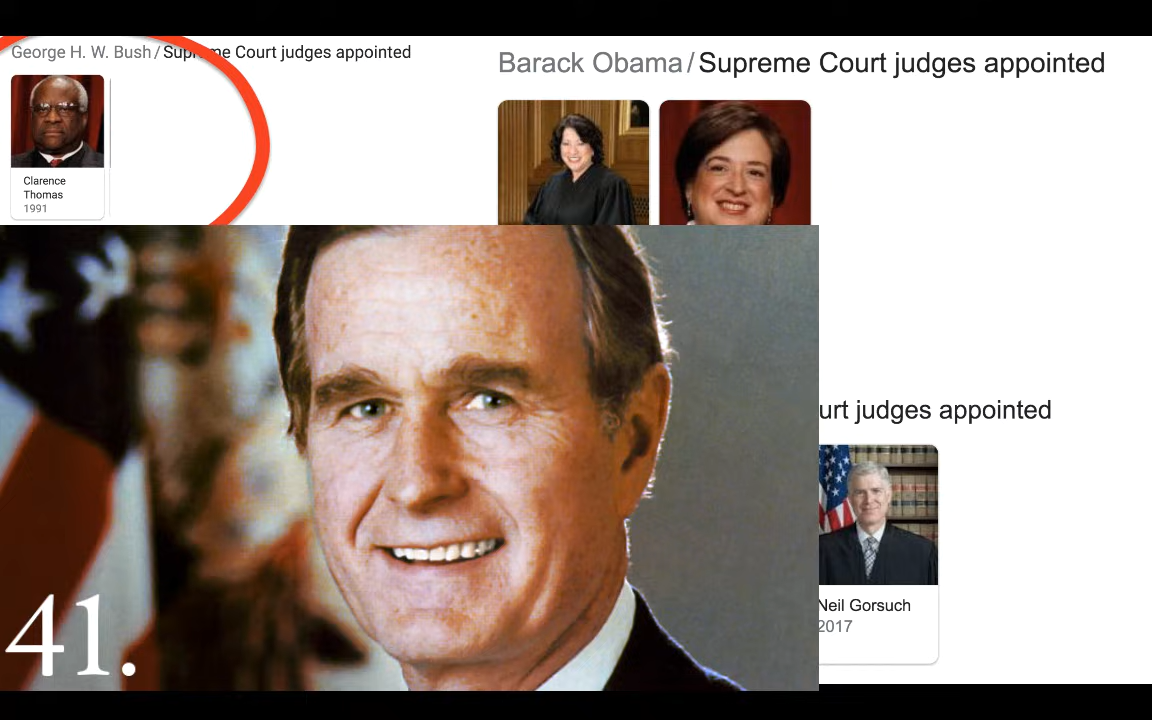 George H. W. Bush / Supreme Court judges appointed
Clarence
Thomas
1991
Barack Obama / Supreme Court judges appointed
urt judges appointed
Neil Gorsuch
2017
41.